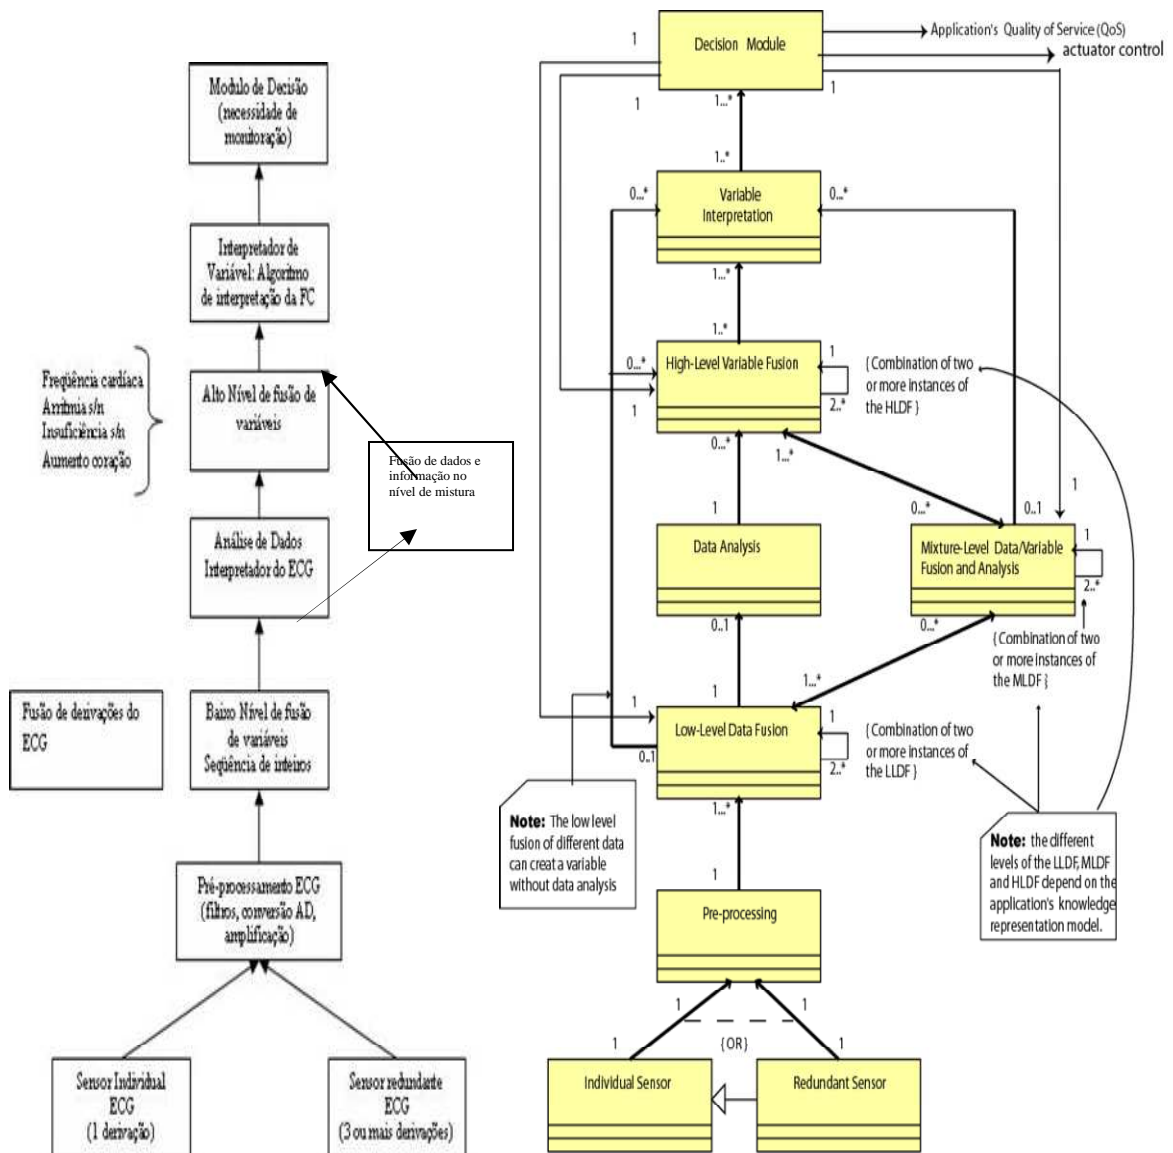 Modulo de Decisão
(necessidade de
monitoração)
Interpretador de
Variável: Algoritmo
de interpretação da FC
Freqüência cardíaca
Arritmia s/n
Insuficiência s/n
Aumento coração
Alto Nível de fusão de
variáveis
Fusão de dados e
informação no
nível de mistura
Análise de Dados
Interpretador do ECG
Fusão de derivações do
ECG
Baixo Nível de fusão
de variáveis
Seqüência de inteiros
Pré-processamento ECG
(filtros, conversão AD,
amplificação)
Sensor Individual
ECG
(1 derivação)
Sensor redundante
ECG
(3 ou mais derivações)
1
Decision Module
Application's Quality of Service (QoS)
actuator control
1
1...*
1
1..*
0...*
Variable
Interpretation
0...*
1...*
1..*
High-Level Variable Fusion
0...*
1
1
2..*
{ Combination of two
or more instances of
the HLDF }
0...*
1...*
1
Data Analysis
0...*
0..1
1
Mixture-Level Data/Variable
Fusion and Analysis
1
2..*
0..1
0...*
{ Combination of two
or more instances of
the MLDF }
1...*
1
1
Low-Level Data Fusion
0..1
1
2..*
{ Combination of two
or more instances of
the LLDF }
1...*
Note: The low level
fusion of different data
can creat a variable
without data analysis
Note: the different
levels of the LLDF, MLDF
and HLDF depend on the
application's knowledge
representation model.
1
Pre-processing
1
1
1
{OR}
1
Individual Sensor
Redundant Sensor